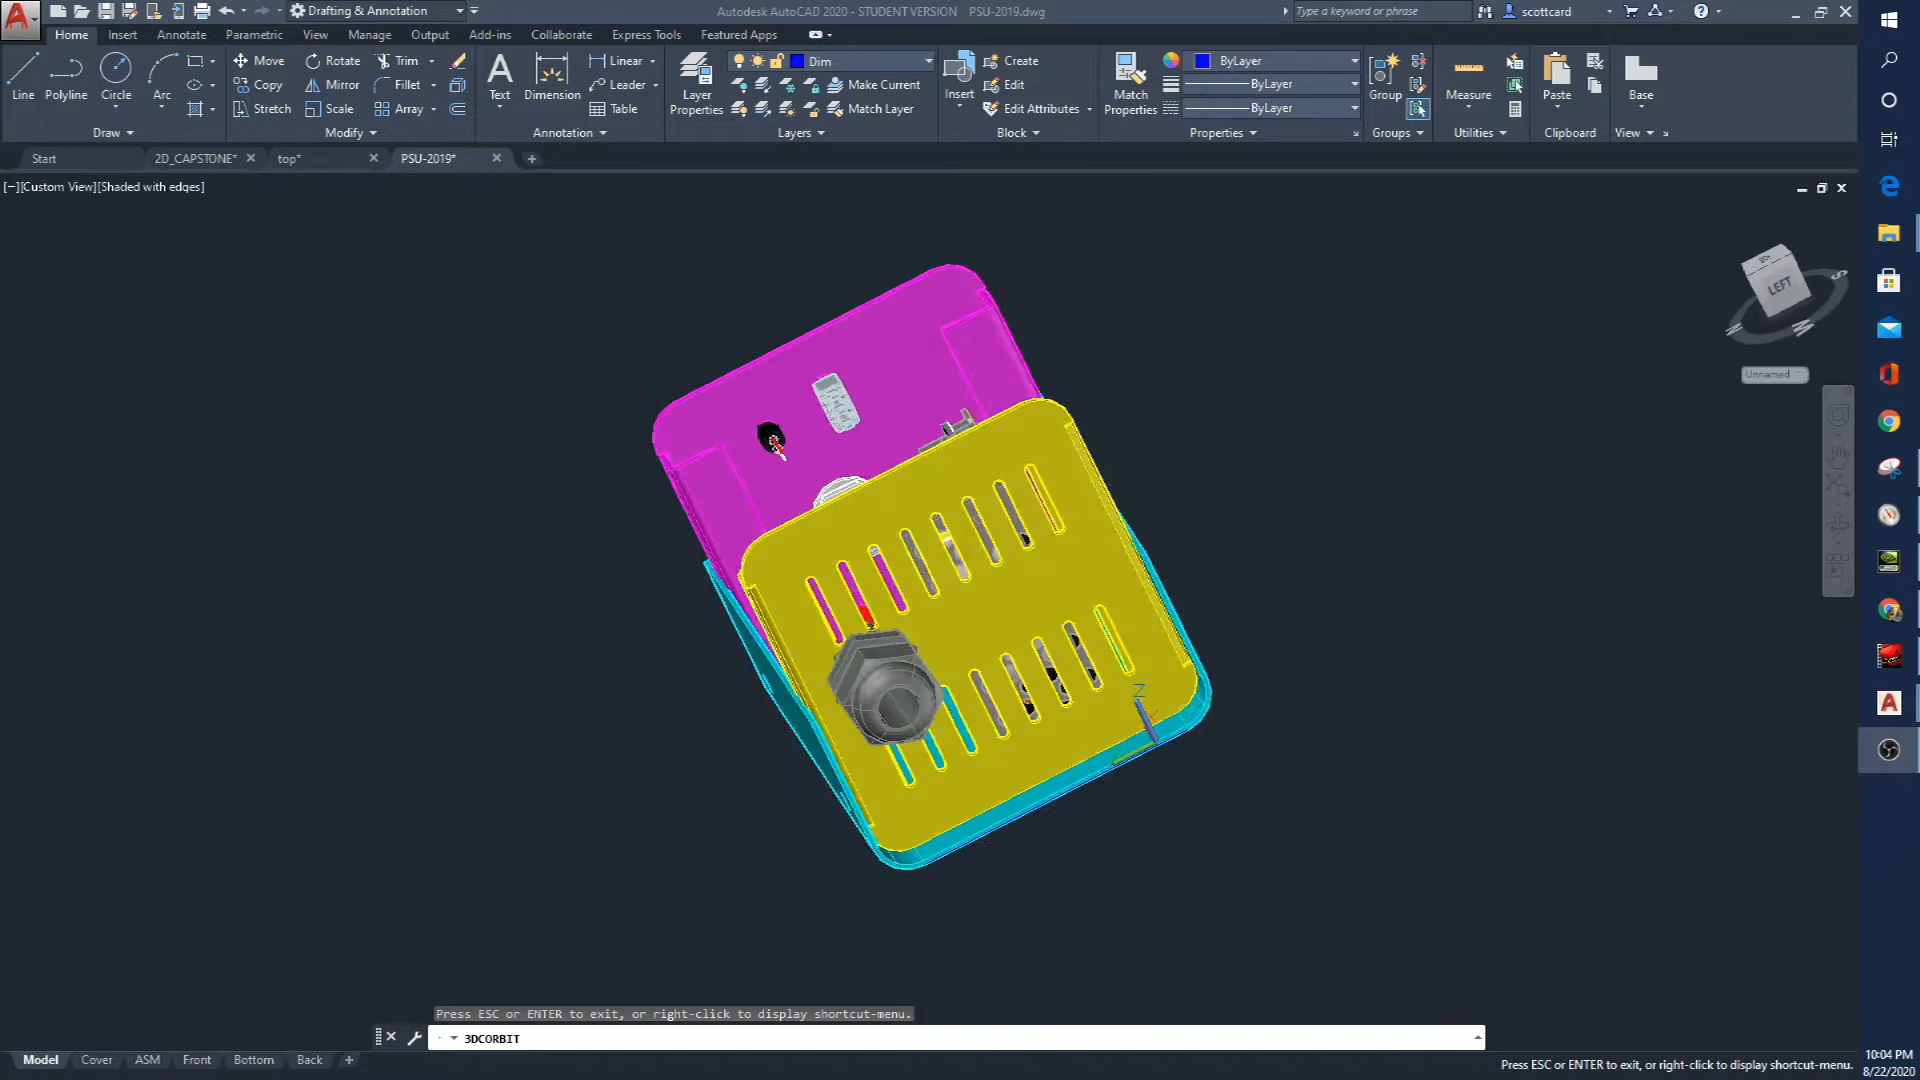 Drafting & Annotation
Autodesk AutoCAD 2020 - STUDENT VERSION PSU-2019.dwg
Type a keyword or phrase
scottcard
Home Insert Annotate Parametric View Manage Output Add-ins Collaborate Express Tools Featured Apps
Line Polyline Circle Arc
Move Rotate Trim
Copy Mirror Fillet
Stretch Scale Array
Text Dimension
Linear
Leader
Table
Layer Properties
Dim
Make Current
Match Layer
Insert
Create
Edit
Edit Attributes
Match Properties
ByLayer
ByLayer
ByLayer
Group
Measure
Paste
Base
Draw Modify Annotation Layers Block Properties Groups Utilities Clipboard View
Start 2D_CAPSTONE* top* PSU-2019*
[−][Custom View][Shaded with edges]
LEFT
S
W
N
Unnamed
Z
Press ESC or ENTER to exit, or right-click to display shortcut-menu.
3DCORBIT
Model Cover ASM Front Bottom Back
Press ESC or ENTER to exit, or right-click to display shortcut-menu.
10:04 PM
8/22/2020